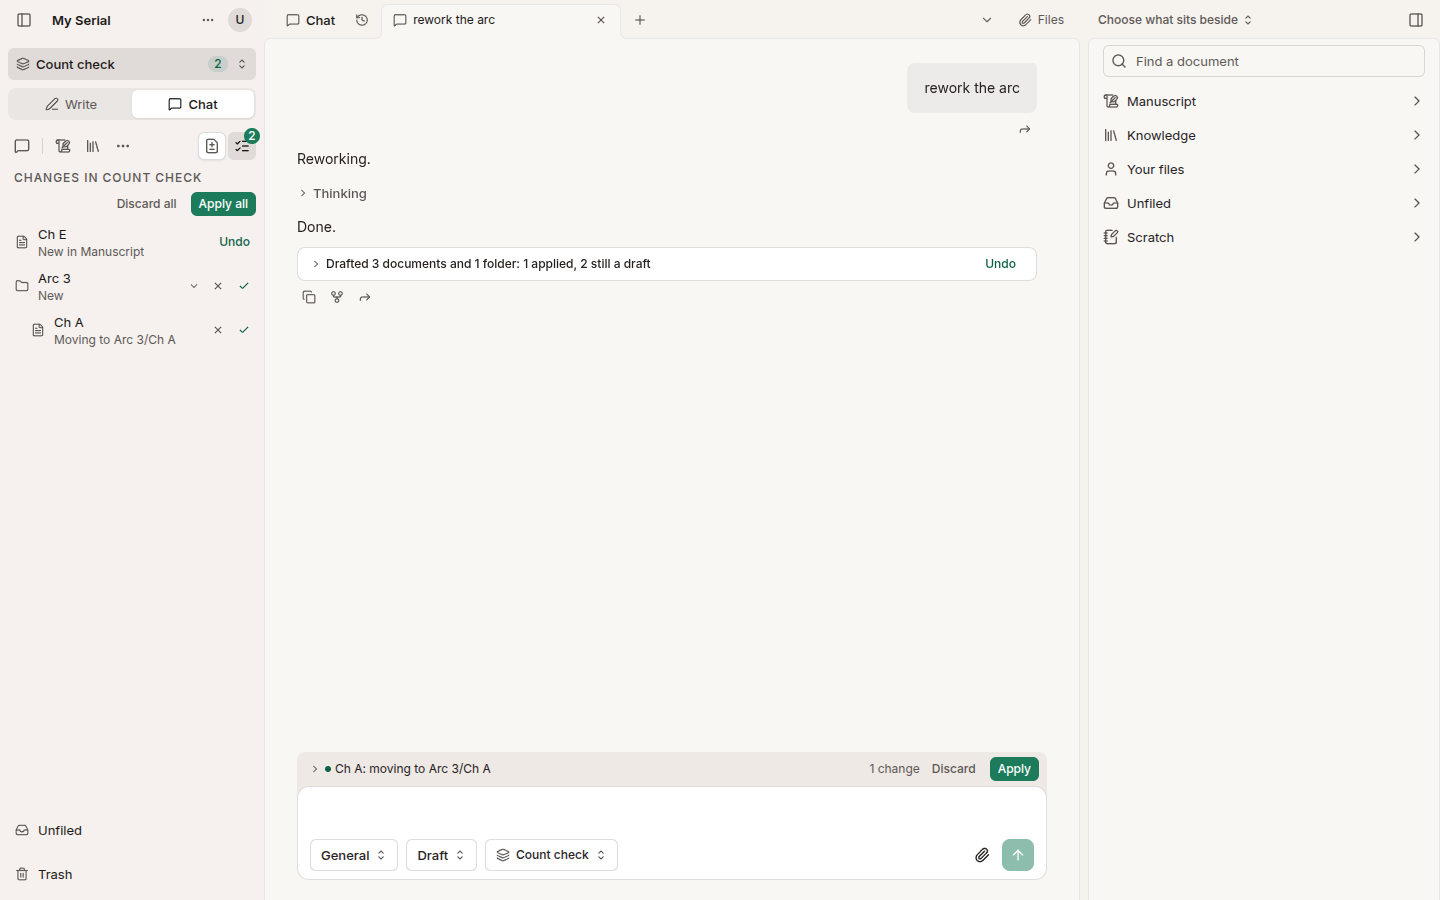 My Serial
U
Chat
rework the arc
Files
Choose what sits beside
Count check
2
Write
Chat
2
CHANGES IN COUNT CHECK
Discard all
Apply all
Ch E
New in Manuscript
Undo
Arc 3
New
Ch A
Moving to Arc 3/Ch A
Unfiled
Trash
rework the arc
Reworking.
Thinking
Done.
Drafted 3 documents and 1 folder: 1 applied, 2 still a draft
Undo
Ch A: moving to Arc 3/Ch A
1 change
Discard
Apply
General
Draft
Count check
Find a document
Manuscript
Knowledge
Your files
Unfiled
Scratch